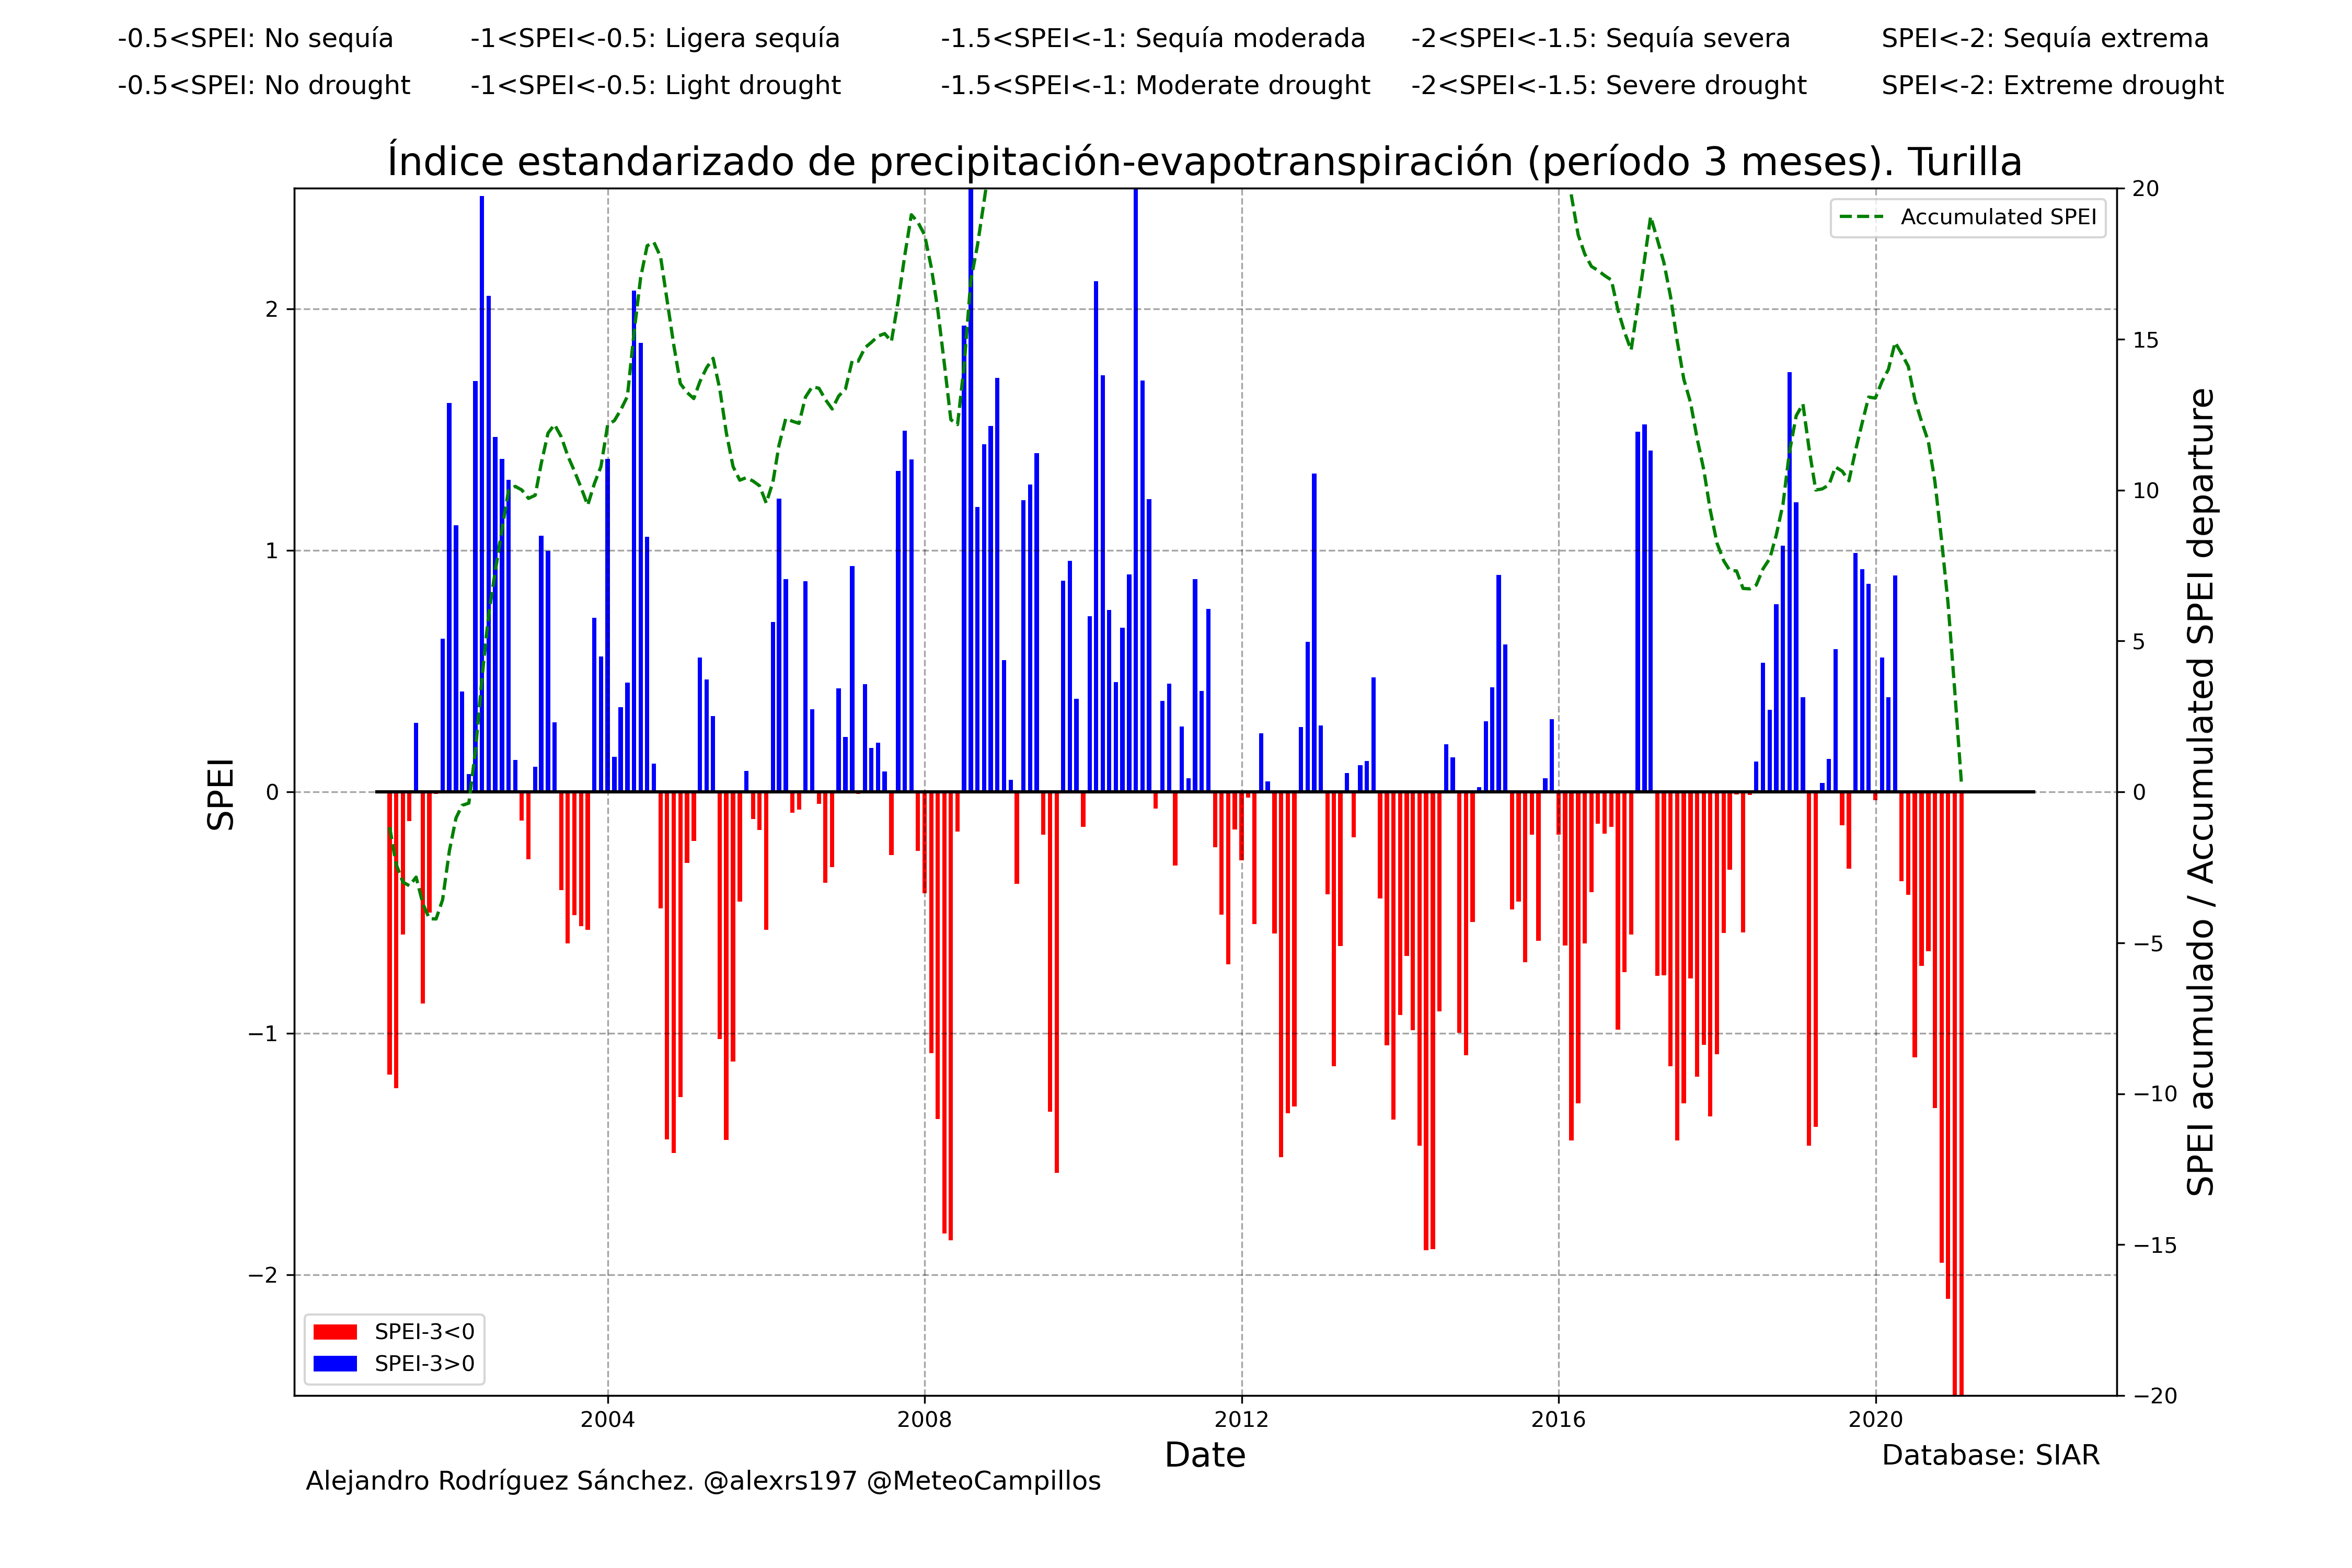 -0.5<SPEI: No sequía -1<SPEI<-0.5: Ligera sequía -1.5<SPEI<-1: Sequía moderada -2<SPEI<-1.5: Sequía severa SPEI<-2: Sequía extrema
-0.5<SPEI: No drought -1<SPEI<-0.5: Light drought -1.5<SPEI<-1: Moderate drought -2<SPEI<-1.5: Severe drought SPEI<-2: Extreme drought
Índice estandarizado de precipitación-evapotranspiración (período 3 meses). Turilla
Accumulated SPEI
2
1
0
−1
−2
SPEI
20
15
10
5
0
−5
−10
−15
−20
SPEI acumulado / Accumulated SPEI departure
SPEI-3<0
SPEI-3>0
2004 2008 2012 2016 2020
Date
Database: SIAR
Alejandro Rodríguez Sánchez. @alexrs197 @MeteoCampillos